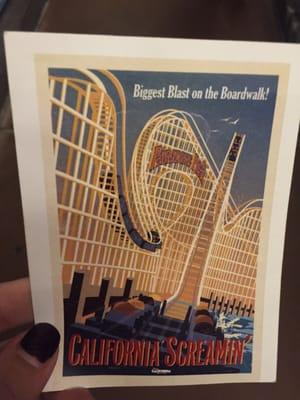 Biggest Blast on the Boardwalk!
CALIFORNIA SCREAMIN'